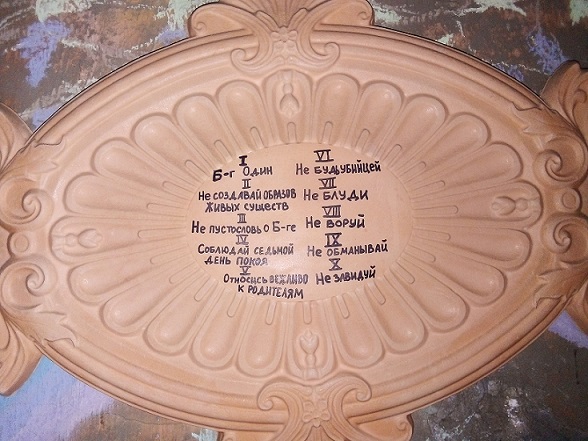 I
Б-г Один
II
Не создавай образов
живых существ
III
Не пустословь о Б-ге
IV
Соблюдай седьмой
день покоя
V
Относись вежливо
к родителям
VI
Не будь убийцей
VII
Не блуди
VIII
Не воруй
IX
Не обманывай
X
Не завидуй